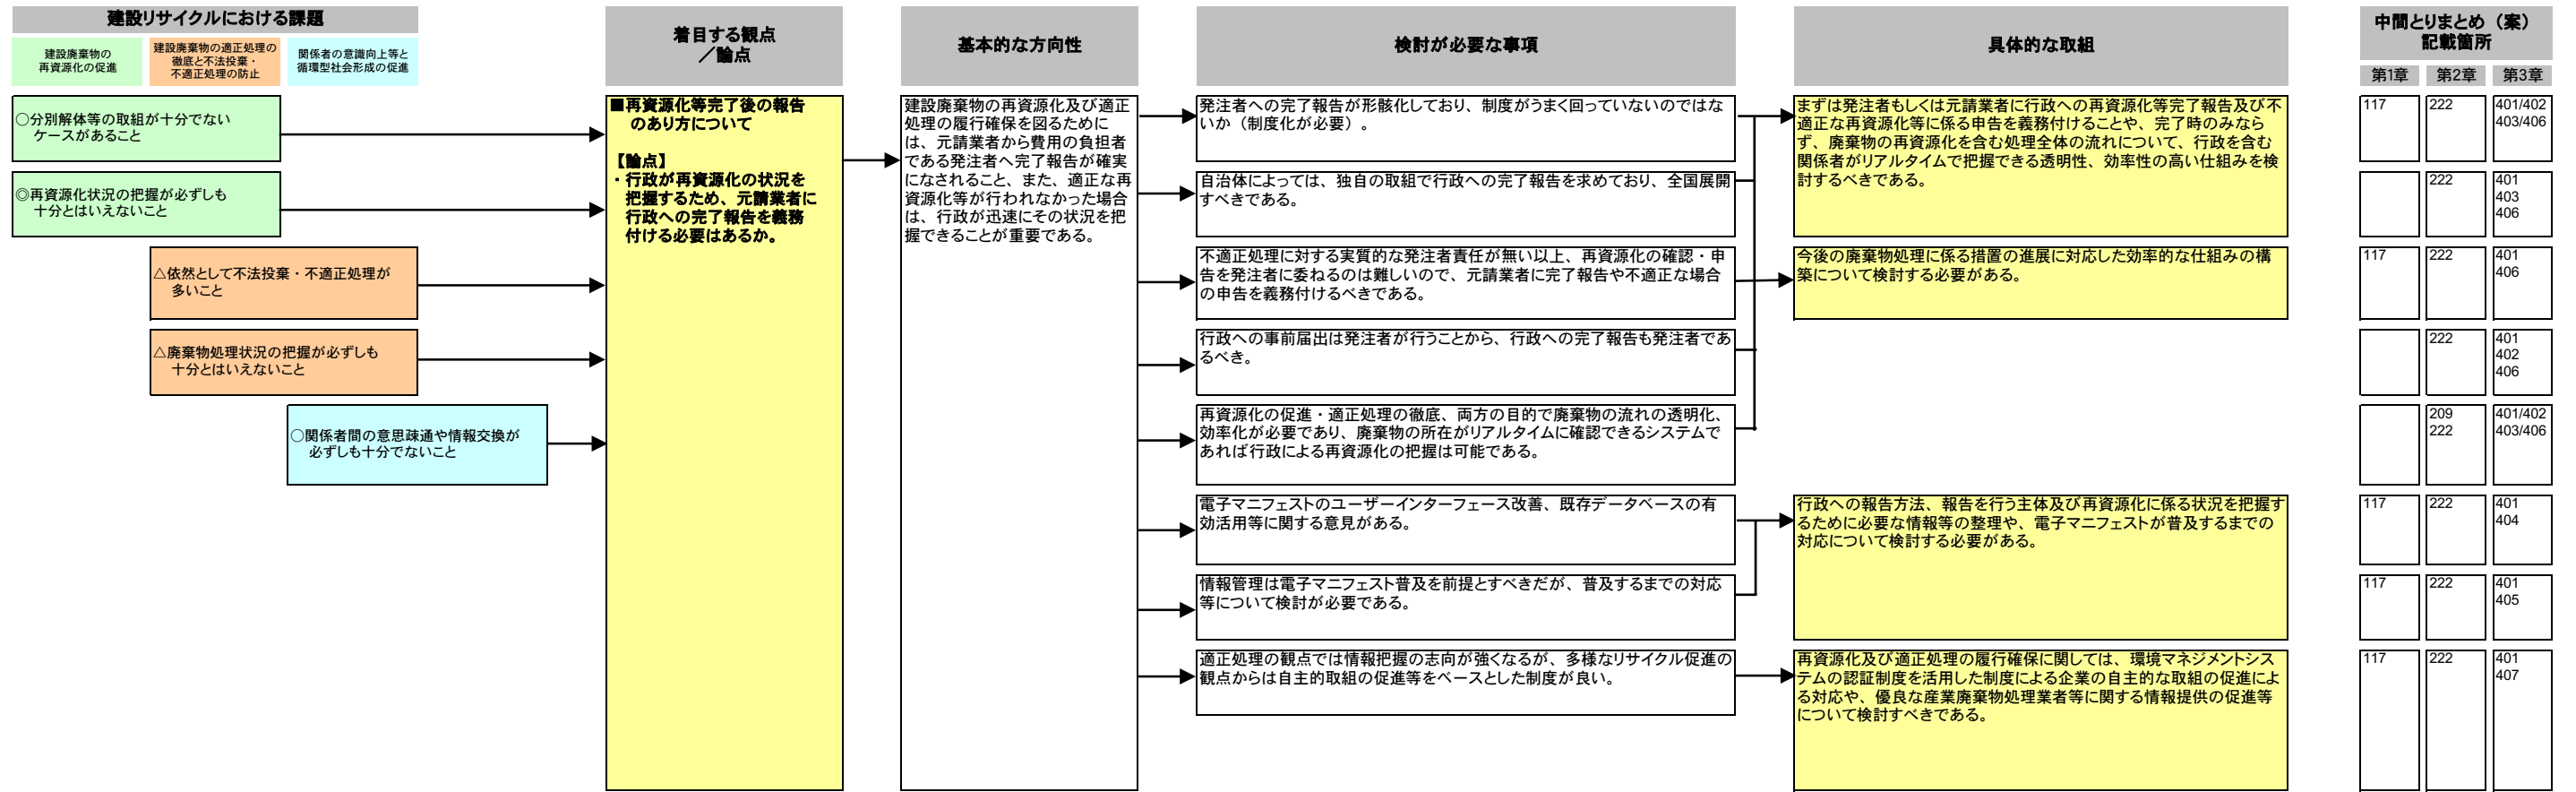 建設リサイクルにおける課題
建設廃棄物の
再資源化の促進
建設廃棄物の適正処理の
徹底と不法投棄・
不適正処理の防止
関係者の意識向上等と
循環型社会形成の促進
着目する観点
／論点
基本的な方向性
検討が必要な事項
具体的な取組
中間とりまとめ（案）
記載箇所
第1章
第2章
第3章
○分別解体等の取組が十分でない
ケースがあること
◎再資源化状況の把握が必ずしも
十分とはいえないこと
△依然として不法投棄・不適正処理が
多いこと
△廃棄物処理状況の把握が必ずしも
十分とはいえないこと
○関係者間の意思疎通や情報交換が
必ずしも十分でないこと
■再資源化等完了後の報告
のあり方について
【論点】
・行政が再資源化の状況を
把握するため、元請業者に
行政への完了報告を義務
付ける必要はあるか。
建設廃棄物の再資源化及び適正
処理の履行確保を図るために
は、元請業者から費用の負担者
である発注者へ完了報告が確実
になされること、また、適正な再
資源化等が行われなかった場合
は、行政が迅速にその状況を把
握できることが重要である。
発注者への完了報告が形骸化しており、制度がうまく回っていないのではな
いか（制度化が必要）。
自治体によっては、独自の取組で行政への完了報告を求めており、全国展開
すべきである。
不適正処理に対する実質的な発注者責任が無い以上、再資源化の確認・申
告を発注者に委ねるのは難しいので、元請業者に完了報告や不適正な場合
の申告を義務付けるべきである。
行政への事前届出は発注者が行うことから、行政への完了報告も発注者であ
るべき。
再資源化の促進・適正処理の徹底、両方の目的で廃棄物の流れの透明化、
効率化が必要であり、廃棄物の所在がリアルタイムに確認できるシステムで
あれば行政による再資源化の把握は可能である。
電子マニフェストのユーザーインターフェース改善、既存データベースの有
効活用等に関する意見がある。
情報管理は電子マニフェスト普及を前提とすべきだが、普及するまでの対応
等について検討が必要である。
適正処理の観点では情報把握の志向が強くなるが、多様なリサイクル促進の
観点からは自主的取組の促進等をベースとした制度が良い。
まずは発注者もしくは元請業者に行政への再資源化等完了報告及び不
適正な再資源化等に係る申告を義務付けることや、完了時のみなら
ず、廃棄物の再資源化を含む処理全体の流れについて、行政を含む
関係者がリアルタイムで把握できる透明性、効率性の高い仕組みを検
討するべきである。
今後の廃棄物処理に係る措置の進展に対応した効率的な仕組みの構
築について検討する必要がある。
行政への報告方法、報告を行う主体及び再資源化に係る状況を把握す
るために必要な情報等の整理や、電子マニフェストが普及するまでの
対応について検討する必要がある。
再資源化及び適正処理の履行確保に関しては、環境マネジメントシス
テムの認証制度を活用した制度による企業の自主的な取組の促進によ
る対応や、優良な産業廃棄物処理業者等に関する情報提供の促進等
について検討すべきである。
117 222 401/402
403/406
222 401
403
406
117 222 401
406
222 401
402
406
209 401/402
222 403/406
117 222 401
404
117 222 401
405
117 222 401
407